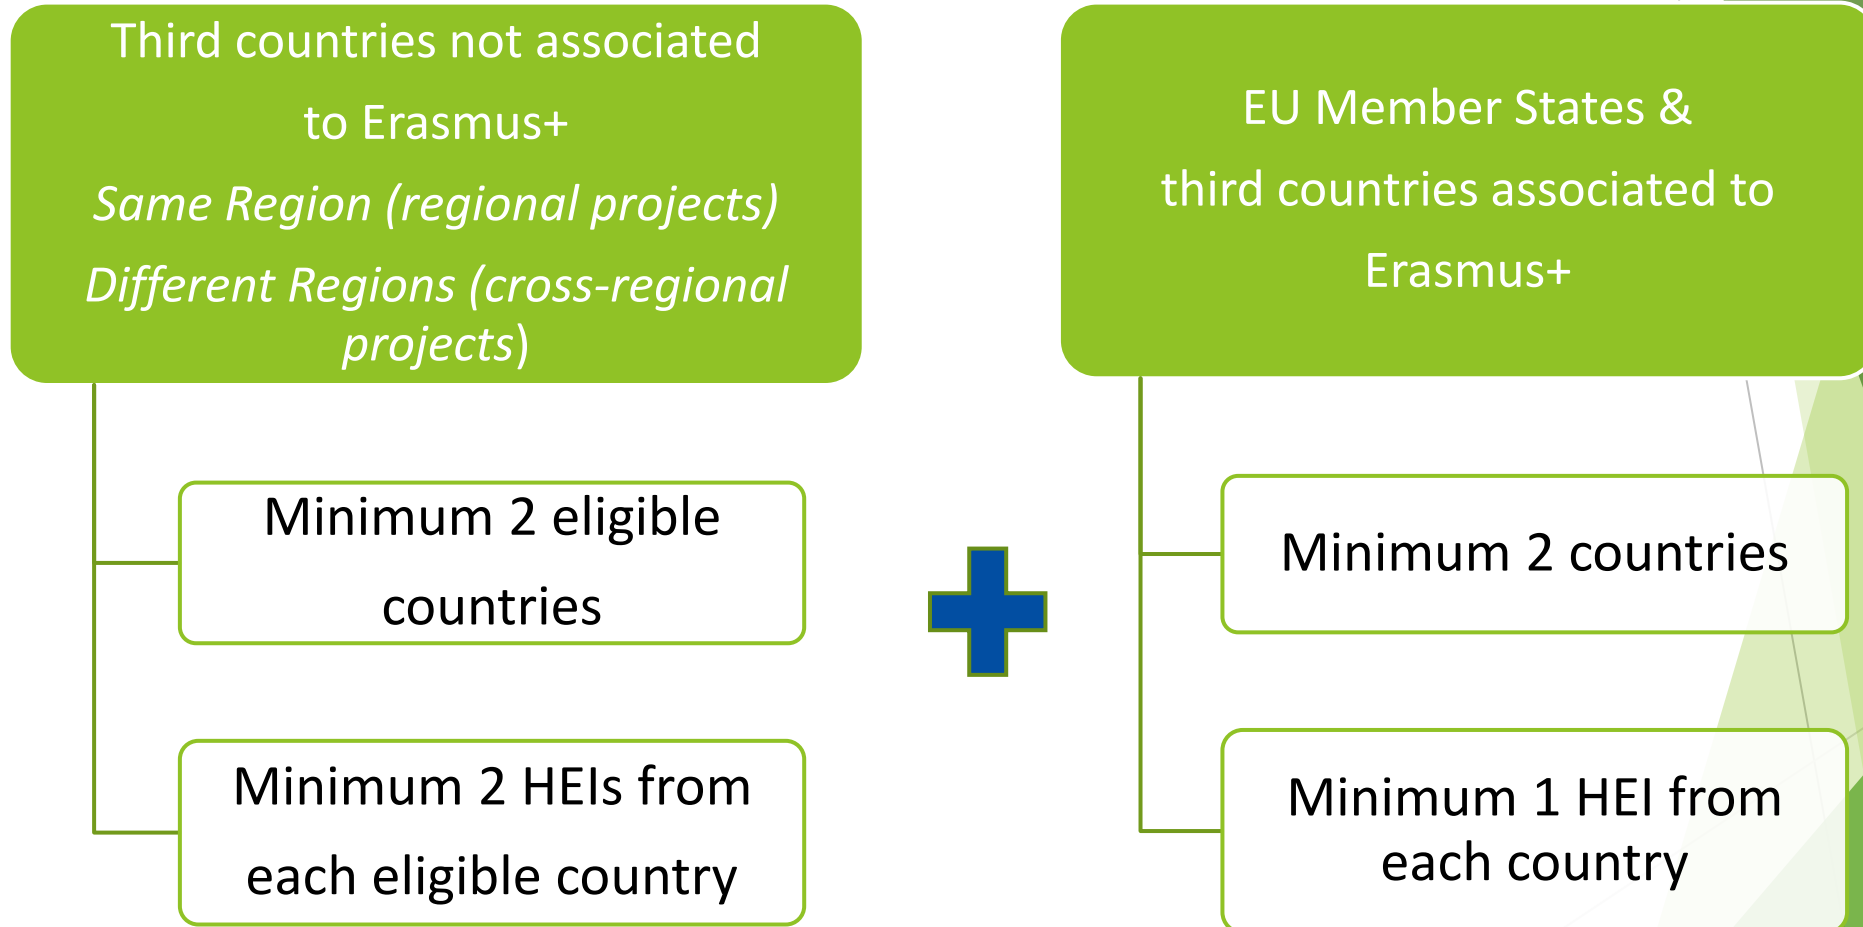 Third countries not associated
to Erasmus+
Same Region (regional projects)
Different Regions (cross-regional
projects)
Minimum 2 eligible
countries
Minimum 2 HEIs from
each eligible country
EU Member States &
third countries associated to
Erasmus+
Minimum 2 countries
Minimum 1 HEI from
each country